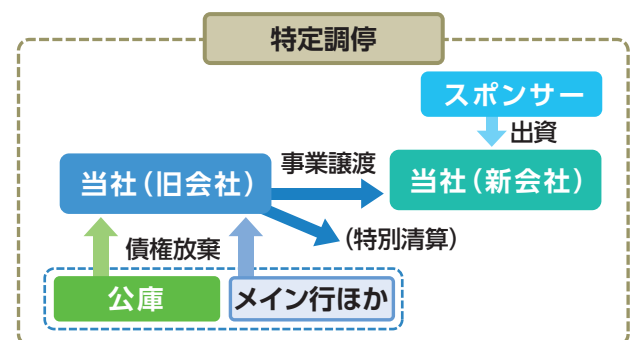 特定調停
スポンサー
出資
事業譲渡
当社（旧会社）
当社（新会社）
（特別清算）
債権放棄
公庫
メイン行ほか